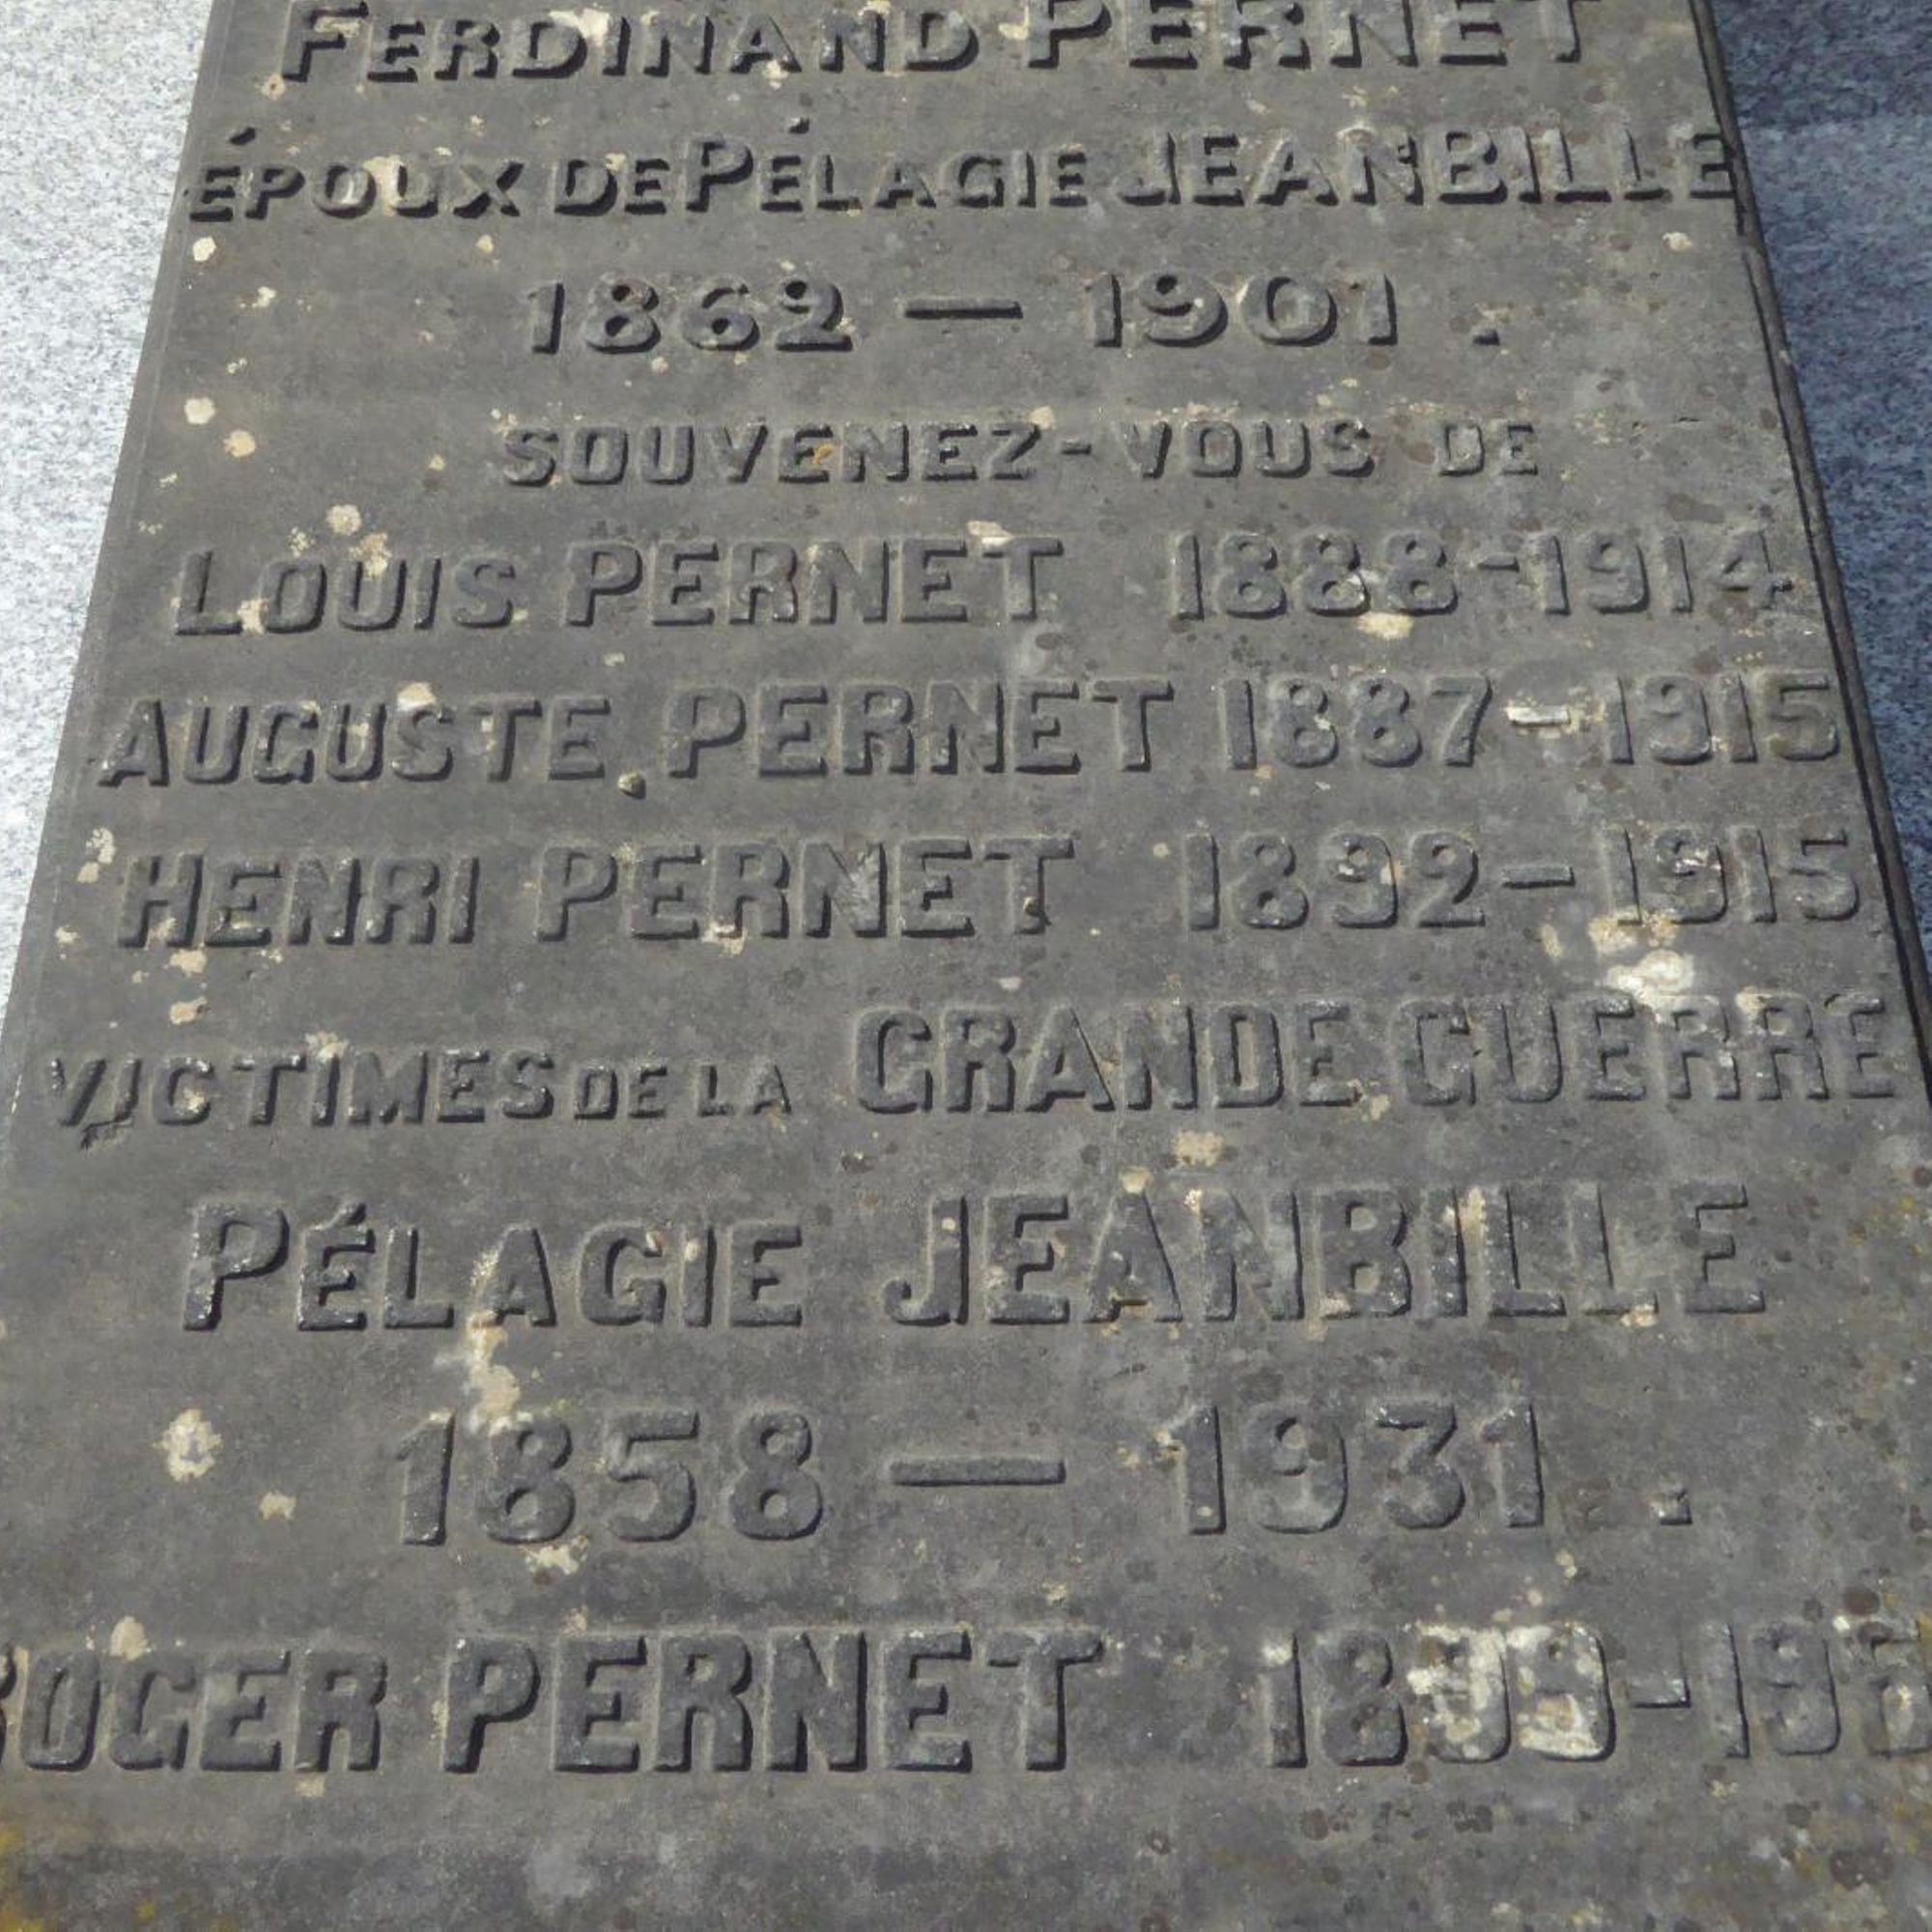 FERDINAND PERNET
ÉPOUX DE PÉLAGIE JEANBILLE
1862 — 1901.
SOUVENEZ-VOUS DE
LOUIS PERNET 1888-1914
AUGUSTE PERNET 1887-1915
HENRI PERNET 1892-1915
VICTIMES DE LA GRANDE GUERRE
PÉLAGIE JEANBILLE
1858 — 1931.
ROGER PERNET